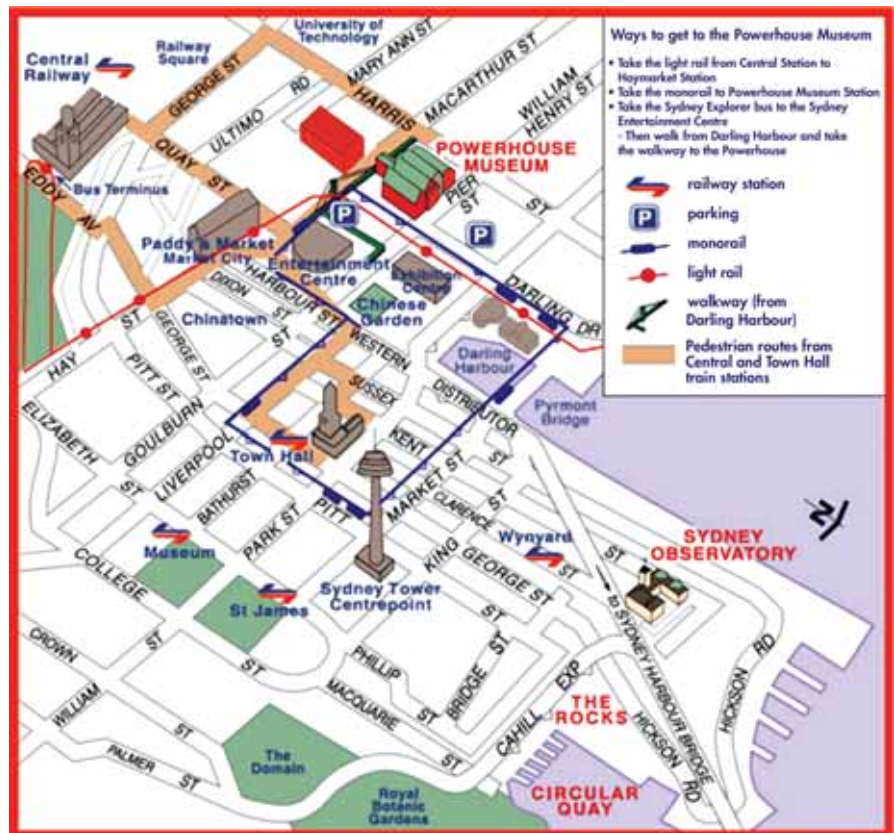 University of
Technology
Central
Railway
Railway
Square
GEORGE ST
MARY ANN ST
HARRIS
MACARTHUR ST
WILLIAM
HENRY ST
ULTIMO RD
QUAY ST
POWERHOUSE
MUSEUM
PIER
ST
EDDY AV
Bus Terminus
P
P
Paddy's Market
Market City
Entertainment
Centre
Exhibition
Centre
DARLING DR
HARBOUR ST
DIXON
ST
Chinese
Garden
Chinatown
GEORGE ST
WESTERN
DISTRIBUTOR
Darling
Harbour
Pyrmont
Bridge
HAY
ST
PITT ST
SUSSEX
ST
ELIZABETH
ST
GOULBURN
LIVERPOOL
Town Hall
KENT
ST
BATHURST
PITT
MARKET ST
CLARENCE
ST
PARK ST
Museum
COLLEGE
ST
Wynyard
KING
GEORGE ST
SYDNEY
OBSERVATORY
St James
Sydney Tower
Centrepoint
CROWN
ST
PHILLIP
ST
BRIDGE ST
to SYDNEY HARBOUR BRIDGE
HICKSON RD
WILLIAM
ST
MACQUARIE
ST
CAHILL EXP
THE
ROCKS
HICKSON
RD
PALMER ST
The
Domain
Royal
Botanic
Gardens
CIRCULAR
QUAY
N
Ways to get to the Powerhouse Museum
• Take the light rail from Central Station to
Haymarket Station
• Take the monorail to Powerhouse Museum Station
• Take the Sydney Explorer bus to the Sydney
Entertainment Centre
- Then walk from Darling Harbour and take
the walkway to the Powerhouse
railway station
P parking
monorail
light rail
walkway (from
Darling Harbour)
Pedestrian routes from
Central and Town Hall
train stations